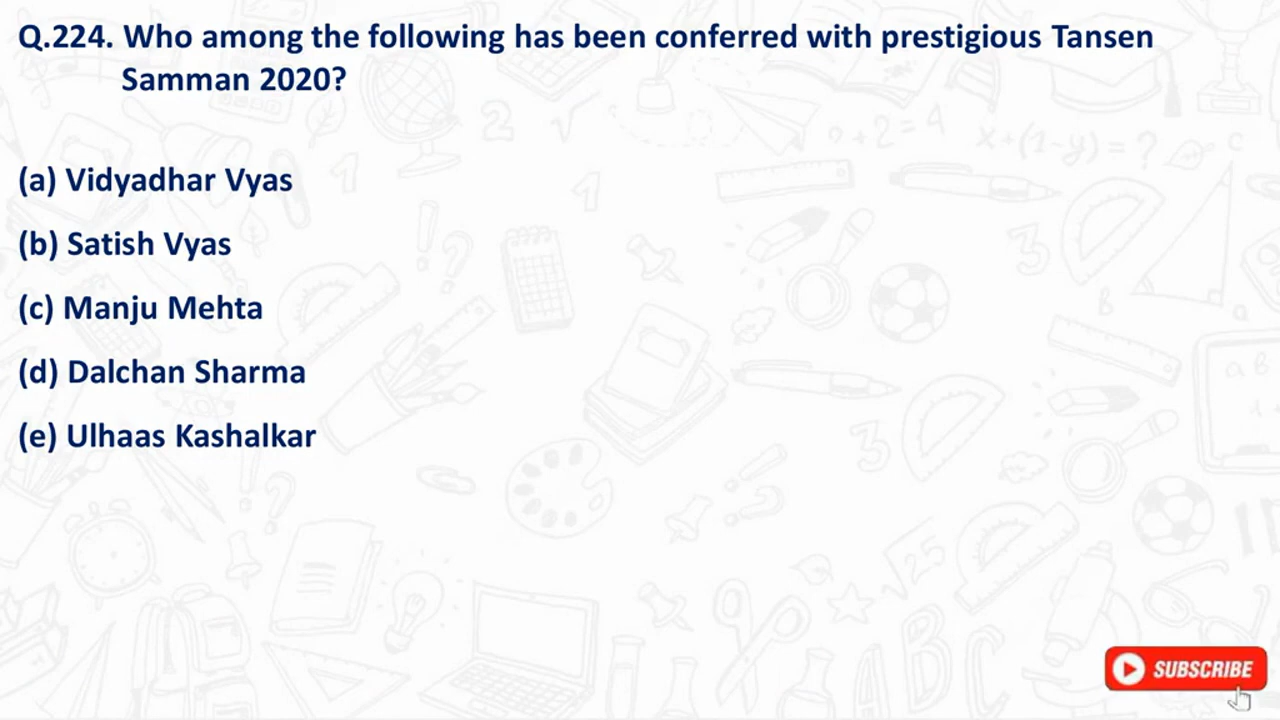 Q.224. Who among the following has been conferred with prestigious Tansen
Samman 2020?
(a) Vidyadhar Vyas
(b) Satish Vyas
(c) Manju Mehta
(d) Dalchan Sharma
(e) Ulhaas Kashalkar
SUBSCRIBE